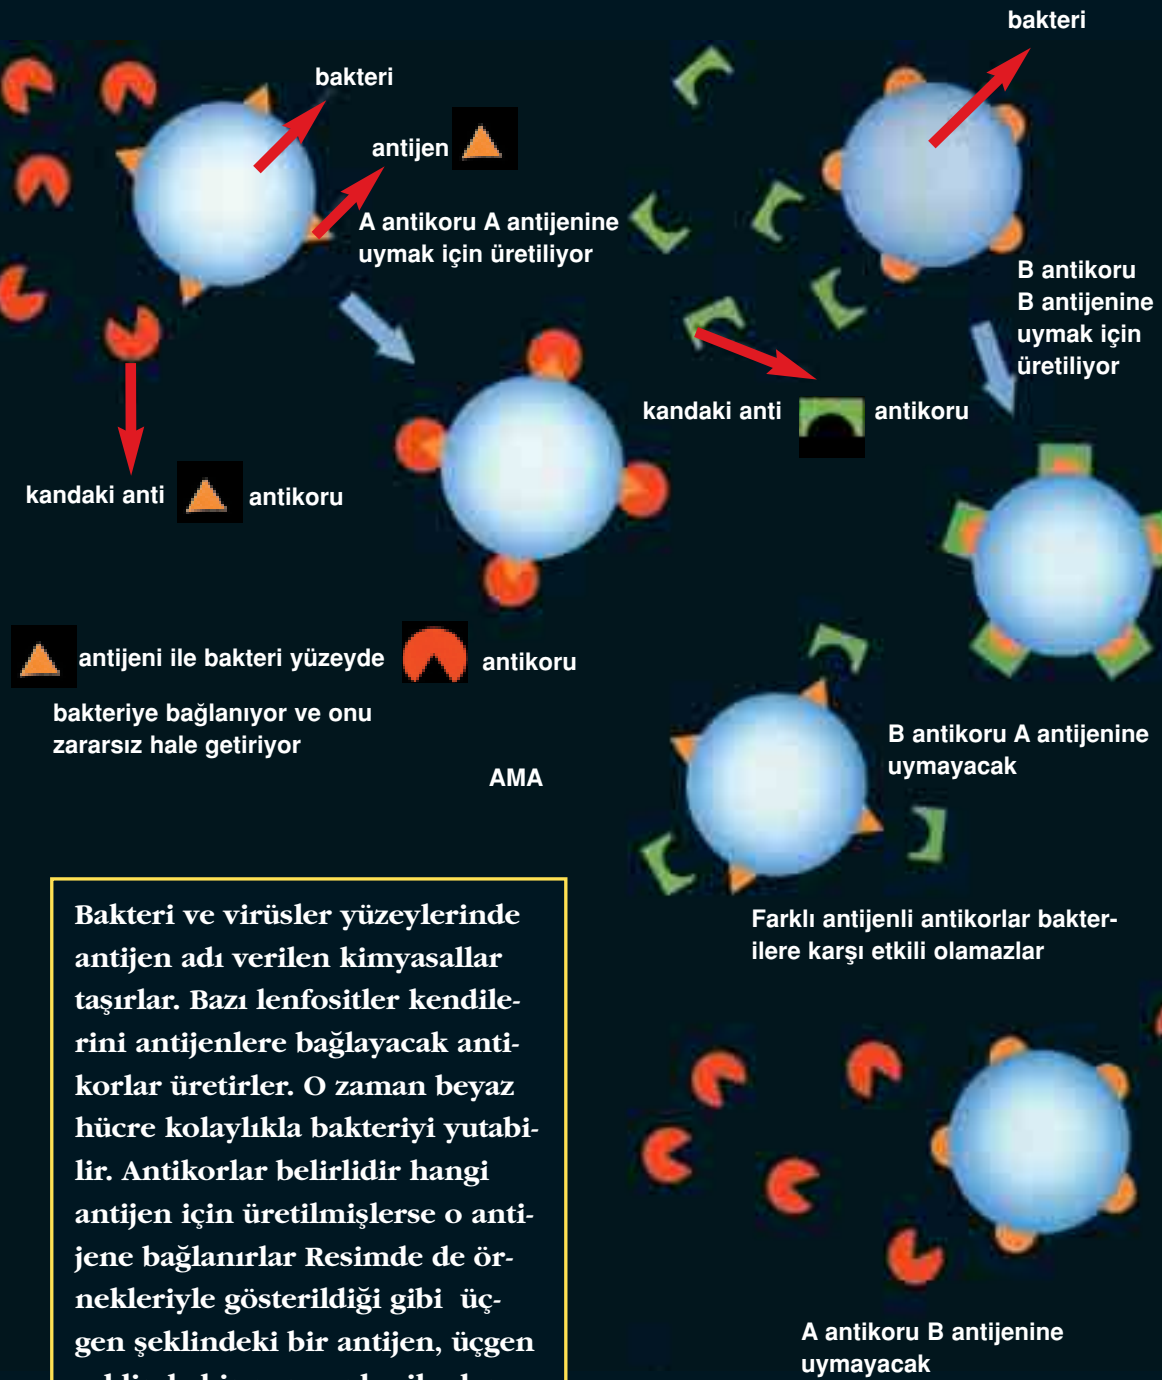 bakteri
antijen
A antikoru A antijenine
uymak için üretiliyor
kandaki anti antikoru
antijeni ile bakteri yüzeyde antikoru
bakteriye bağlanıyor ve onu
zararsız hale getiriyor
AMA
bakteri
B antikoru
B antijenine
uymak için
üretiliyor
kandaki anti antikoru
B antikoru A antijenine
uymayacak
Farklı antijenli antikorlar bakter-
ilere karşı etkili olamazlar
A antikoru B antijenine
uymayacak
Bakteri ve virüsler yüzeylerinde
antijen adı verilen kimyasallar
taşırlar. Bazı lenfositler kendile-
rini antijenlere bağlayacak anti-
korlar üretirler. O zaman beyaz
hücre kolaylıkla bakteriyi yutabi-
lir. Antikorlar belirlidir hangi
antijen için üretilmişlerse o anti-
jene bağlanırlar Resimde de ör-
nekleriyle gösterildiği gibi üç-
gen şeklindeki bir antijen, üçgen